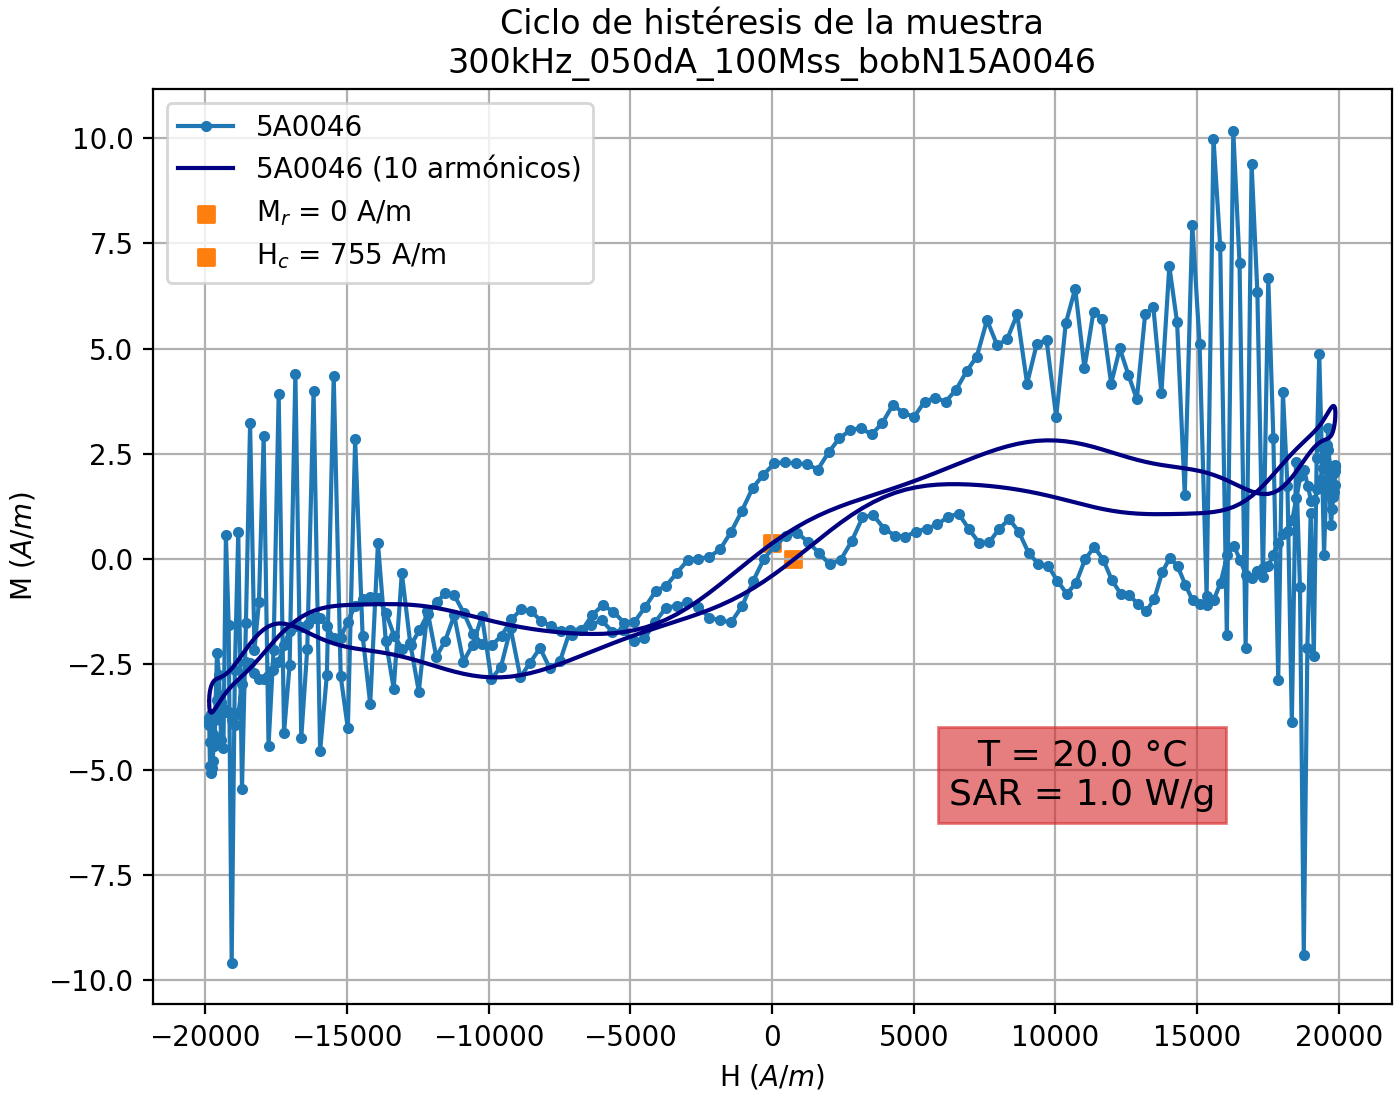 Ciclo de histéresis de la muestra
300kHz_050dA_100Mss_bobN15A0046
5A0046
5A0046 (10 armónicos)
Mr = 0 A/m
Hc = 755 A/m
10.0
7.5
5.0
2.5
0.0
−2.5
−5.0
−7.5
−10.0
M (A/m)
T = 20.0 °C
SAR = 1.0 W/g
−20000 −15000 −10000 −5000 0 5000 10000 15000 20000
H (A/m)